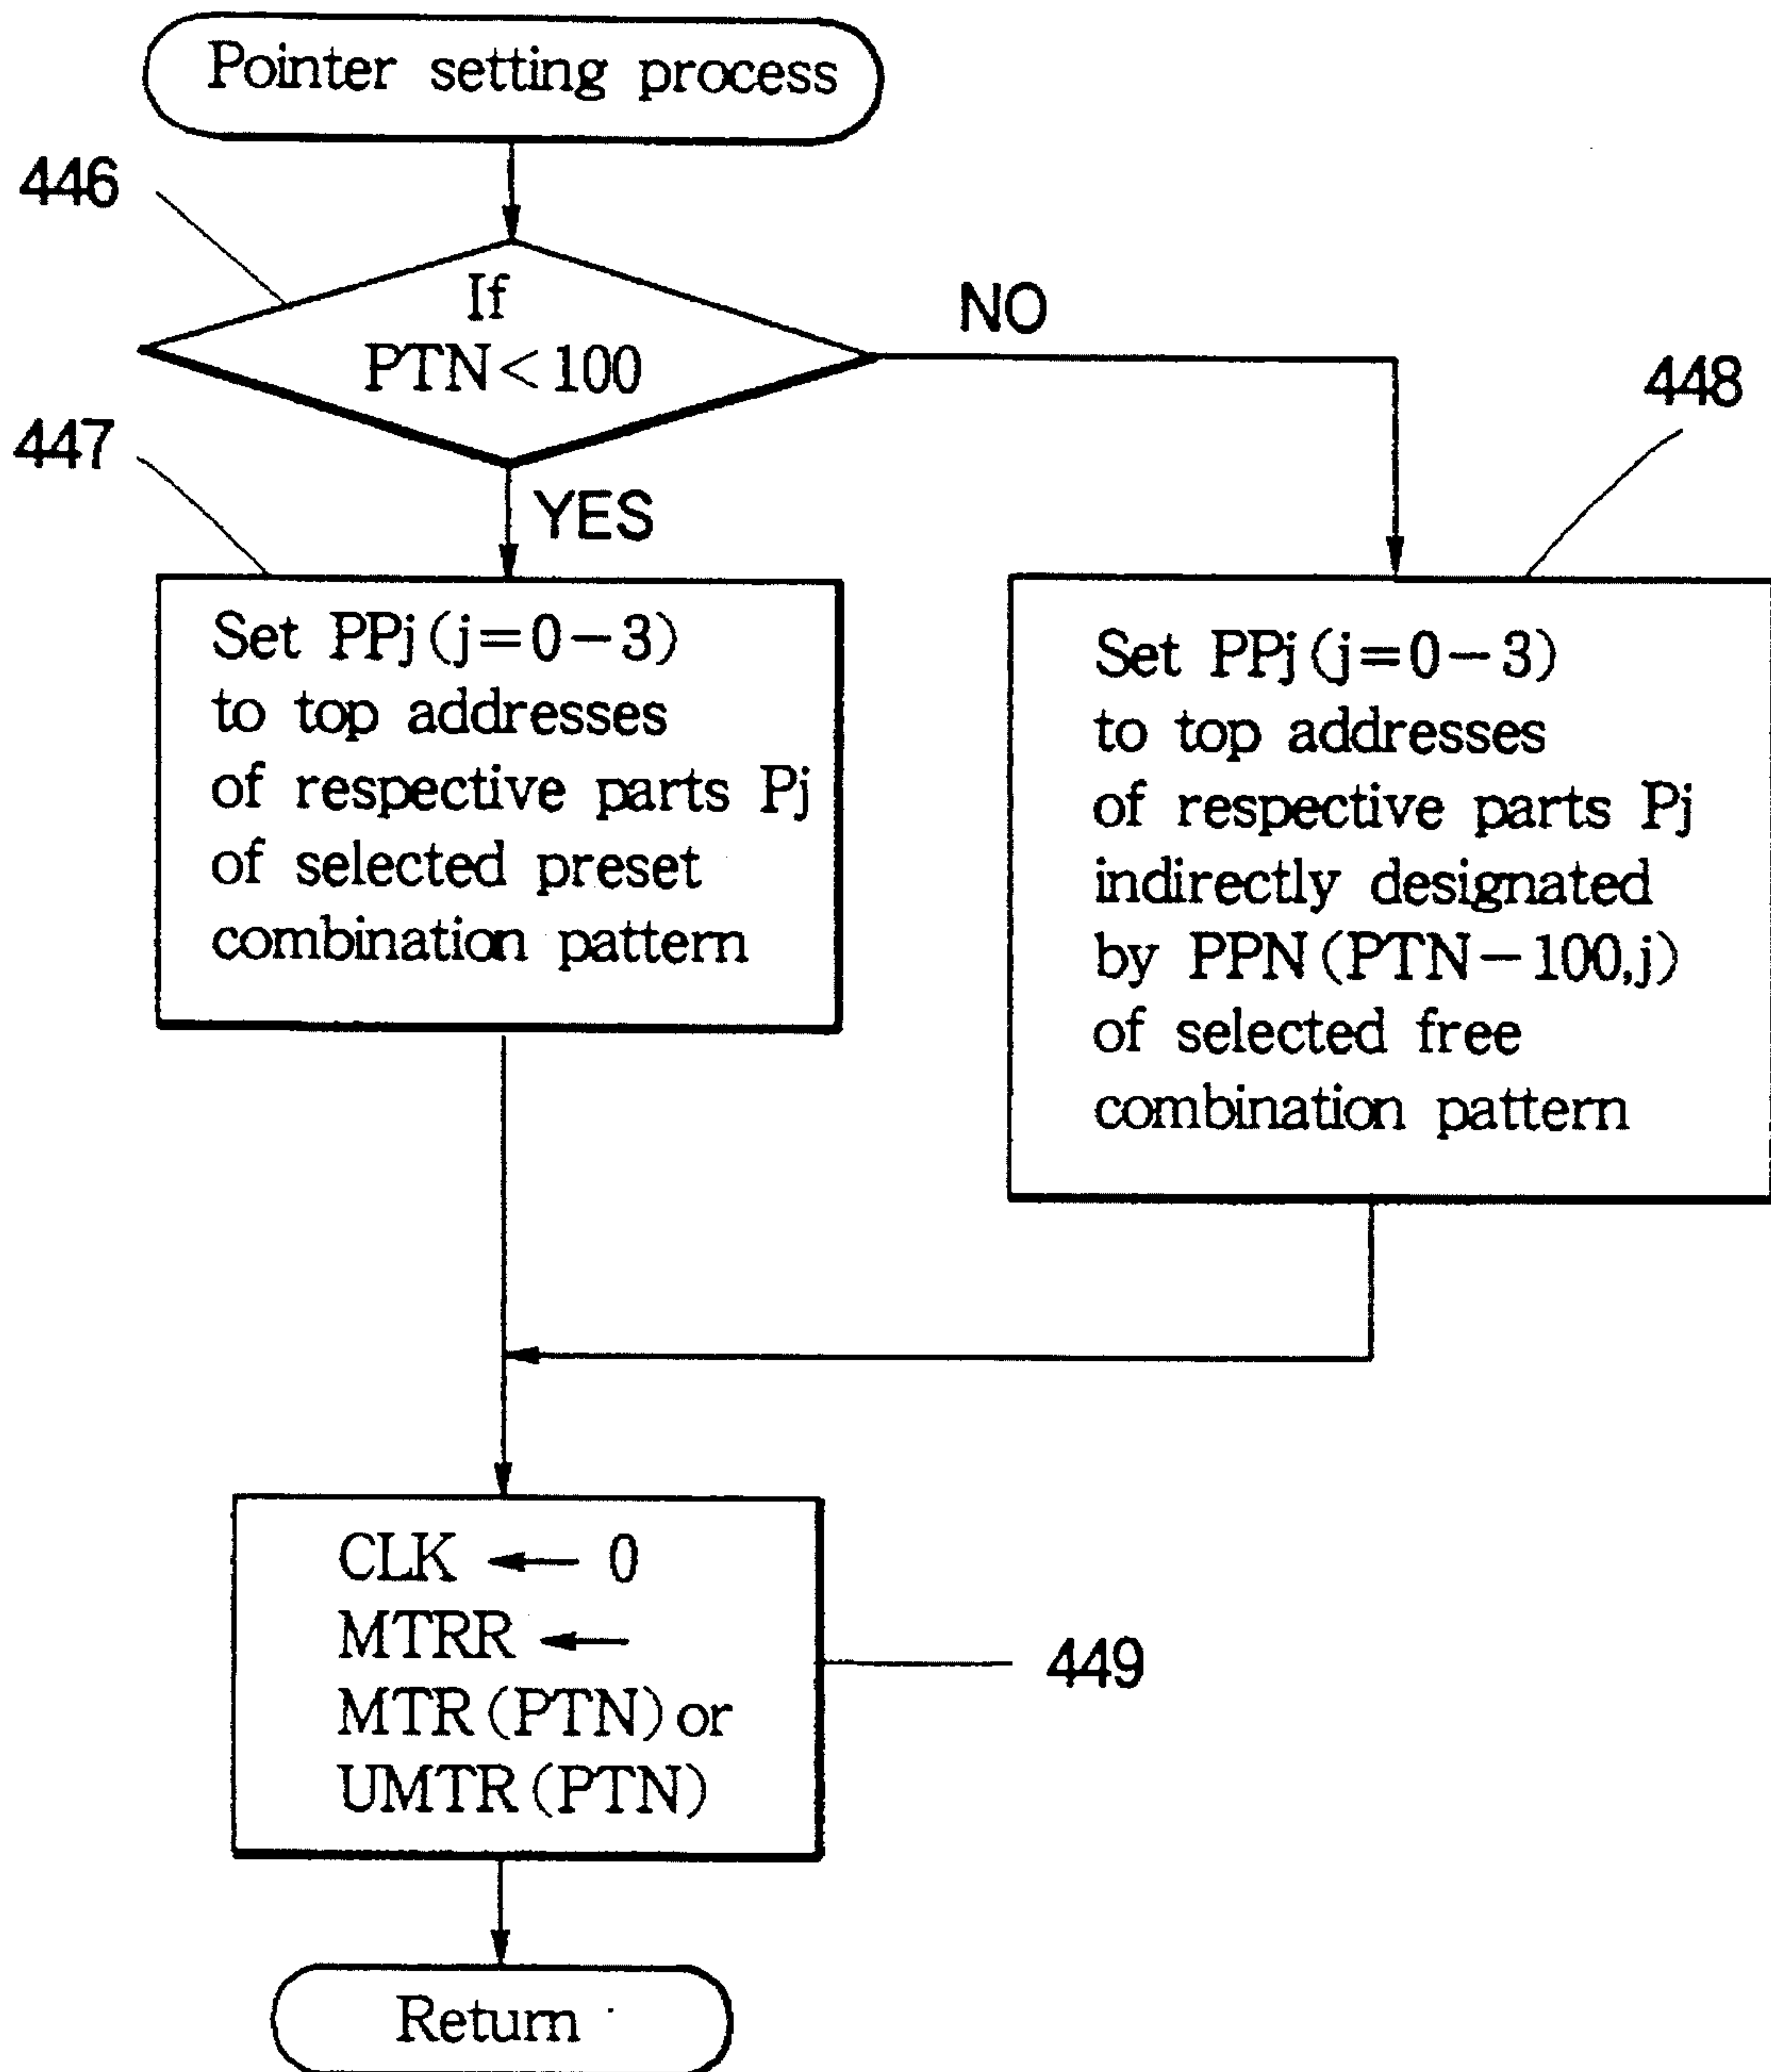 Pointer setting process
446
If
PTN<100
NO
447
YES
448
Set PPj(j=0−3)
to top addresses
of respective parts Pj
of selected preset
combination pattern
Set PPj(j=0−3)
to top addresses
of respective parts Pj
indirectly designated
by PPN(PTN−100,j)
of selected free
combination pattern
CLK ← 0
MTRR ←
MTR(PTN)or
UMTR(PTN)
449
Return